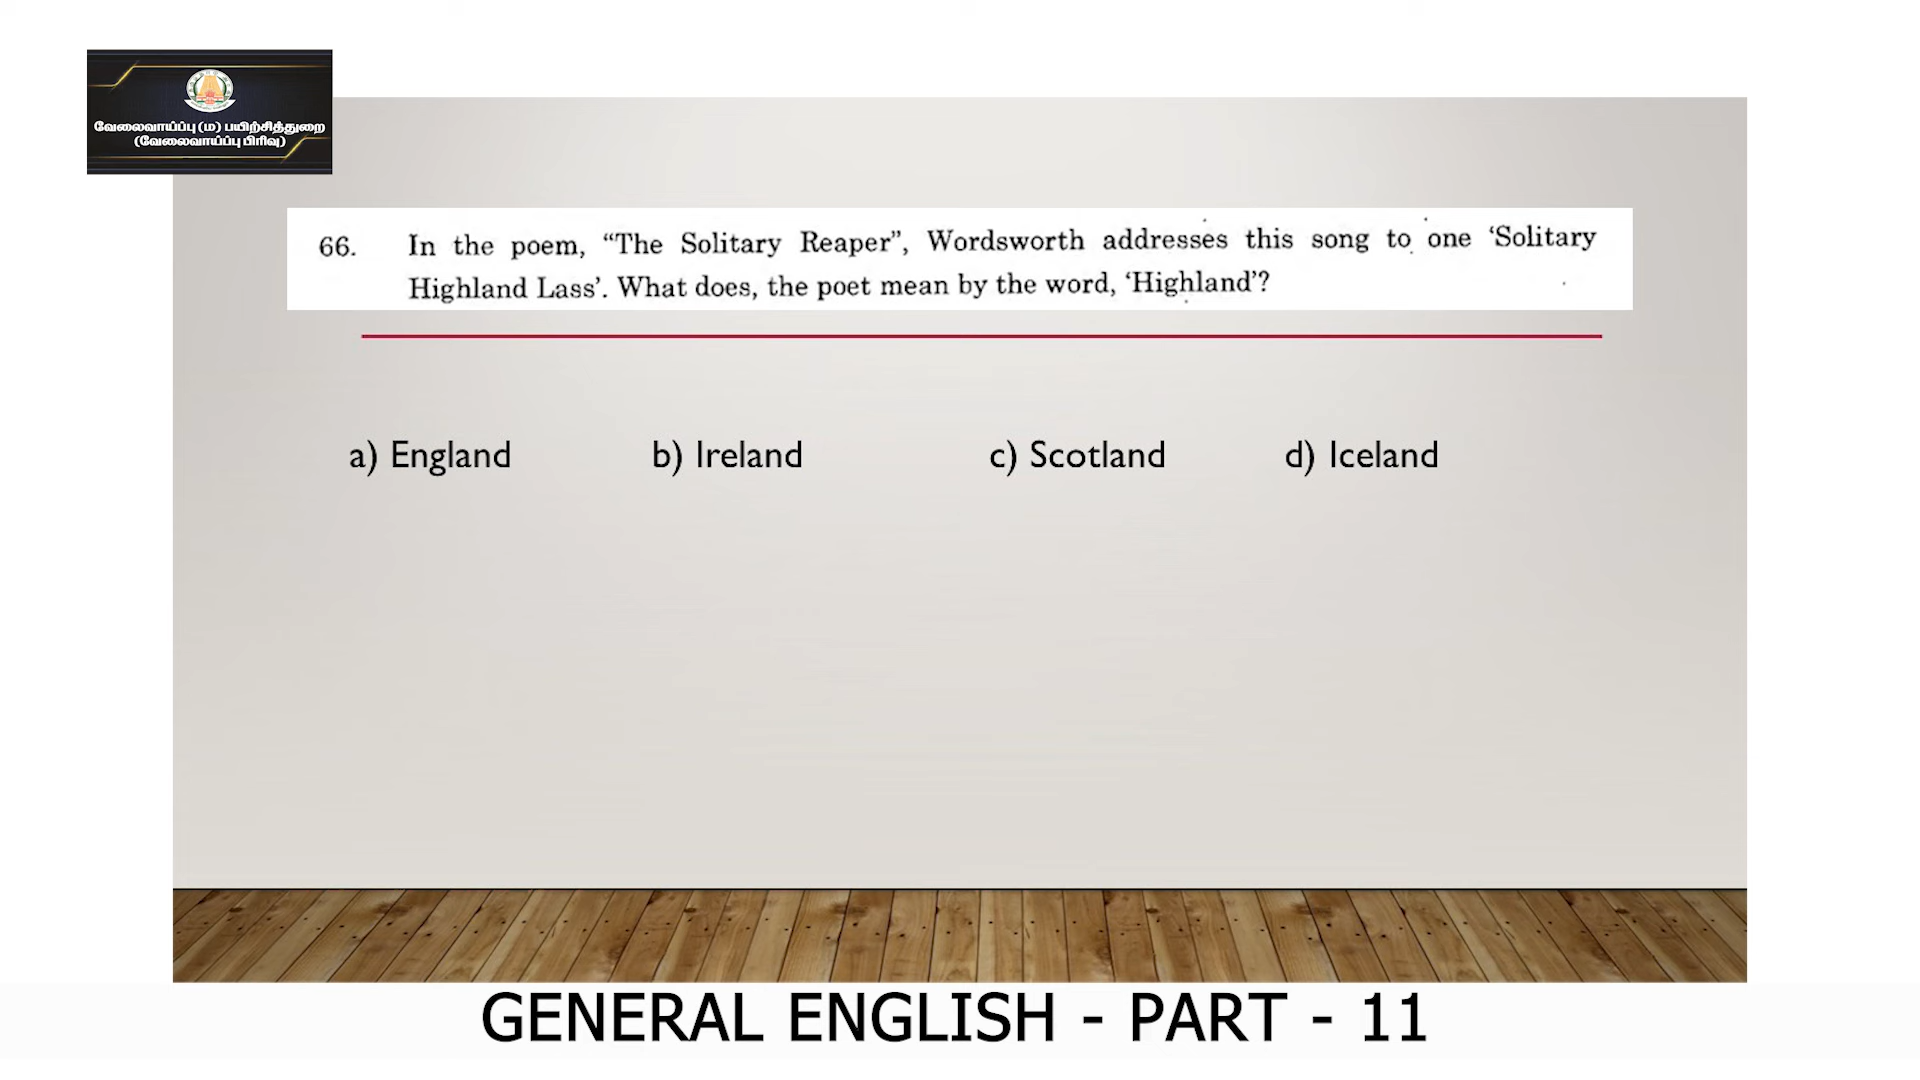 வேலைவாய்ப்பு (ம) பயிற்சித்துறை
(வேலைவாய்ப்பு பிரிவு)
66. In the poem, “The Solitary Reaper”, Wordsworth addresses this song to one ‘Solitary
Highland Lass’. What does, the poet mean by the word, ‘Highland’?
a) England b) Ireland c) Scotland d) Iceland
GENERAL ENGLISH - PART - 11